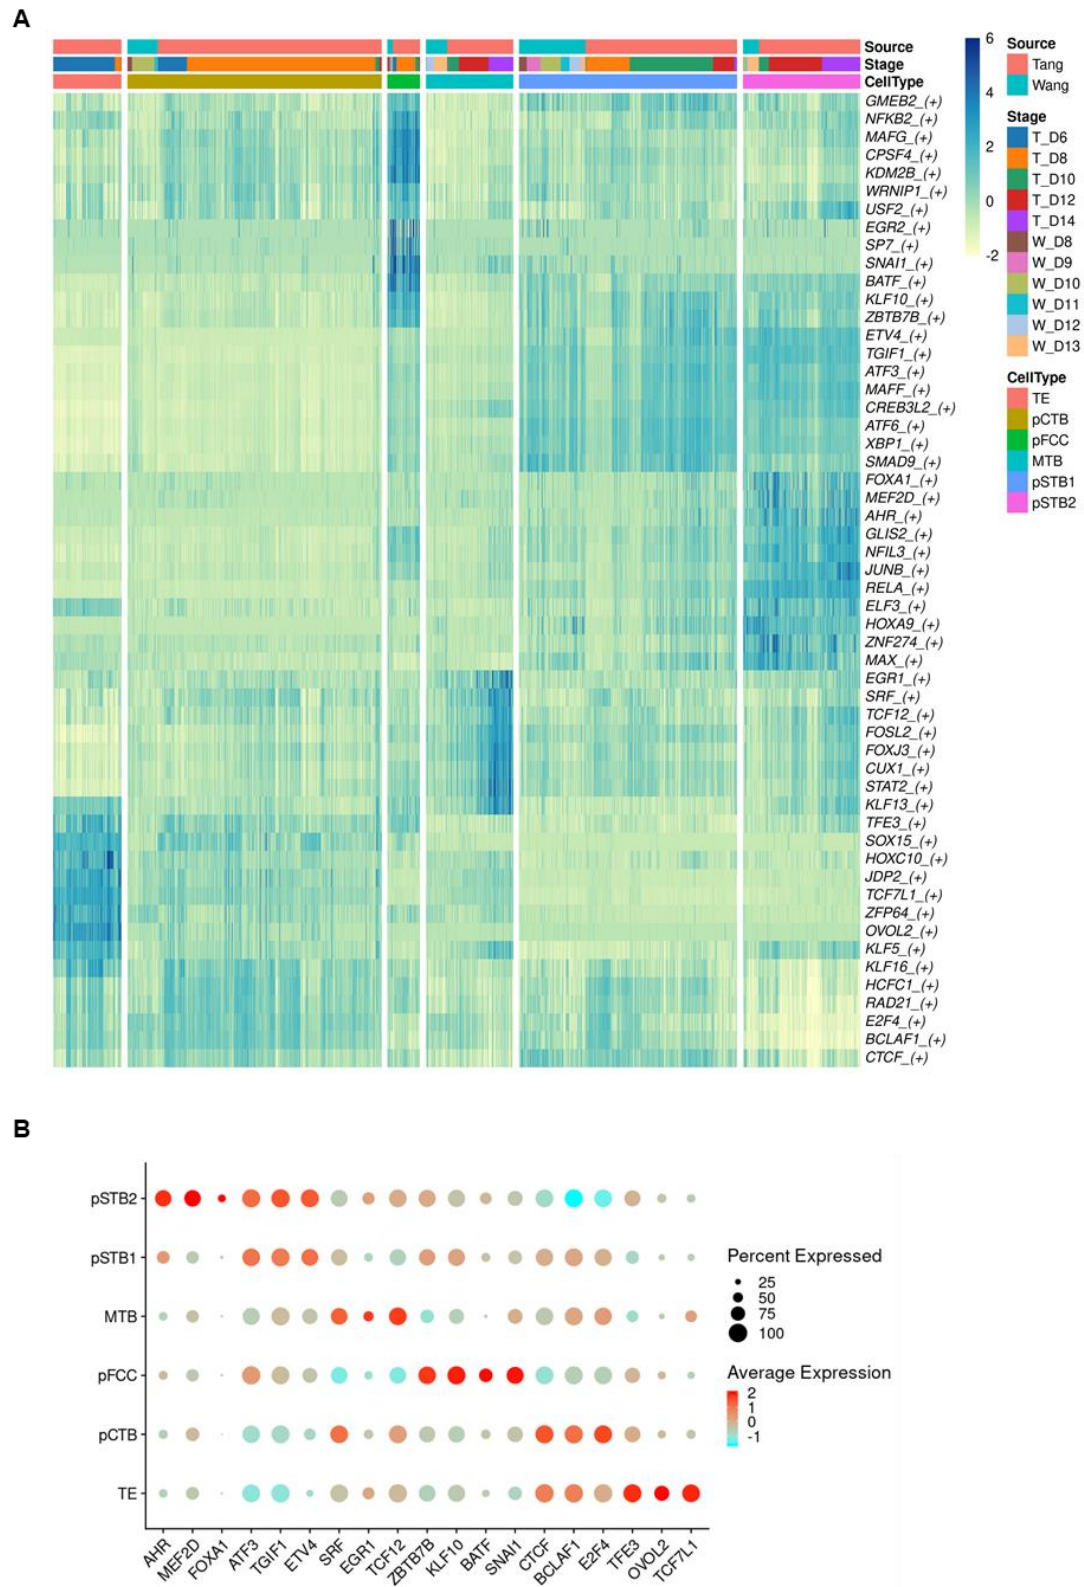 A
Source
Stage
CellType
GMEB2_(+)
NFKB2_(+)
MAFG_(+)
CPSF4_(+)
KDM2B_(+)
WRNIP1_(+)
USF2_(+)
EGR2_(+)
SP7_(+)
SNAI1_(+)
BATF_(+)
KLF10_(+)
ZBTB7B_(+)
ETV4_(+)
TGIF1_(+)
ATF3_(+)
MAFF_(+)
CREB3L2_(+)
ATF6_(+)
XBP1_(+)
SMAD9_(+)
FOXA1_(+)
MEF2D_(+)
AHR_(+)
GLIS2_(+)
NFIL3_(+)
JUNB_(+)
RELA_(+)
ELF3_(+)
HOXA9_(+)
ZNF274_(+)
MAX_(+)
EGR1_(+)
SRF_(+)
TCF12_(+)
FOSL2_(+)
FOXJ3_(+)
CUX1_(+)
STAT2_(+)
KLF13_(+)
TFE3_(+)
SOX15_(+)
HOXC10_(+)
JDP2_(+)
TCF7L1_(+)
ZFP64_(+)
OVOL2_(+)
KLF5_(+)
KLF16_(+)
HCFC1_(+)
RAD21_(+)
E2F4_(+)
BCLAF1_(+)
CTCF_(+)
6
4
2
0
-2
Source
Tang
Wang
Stage
T_D6
T_D8
T_D10
T_D12
T_D14
W_D8
W_D9
W_D10
W_D11
W_D12
W_D13
CellType
TE
pCTB
pFCC
MTB
pSTB1
pSTB2
B
pSTB2
pSTB1
MTB
pFCC
pCTB
TE
AHR
MEF2D
FOXA1
ATF3
TGIF1
ETV4
SRF
EGR1
TCF12
ZBTB7B
KLF10
BATF
SNAI1
CTCF
BCLAF1
E2F4
TFE3
OVOL2
TCF7L1
Percent Expressed
25
50
75
100
Average Expression
2
1
0
-1